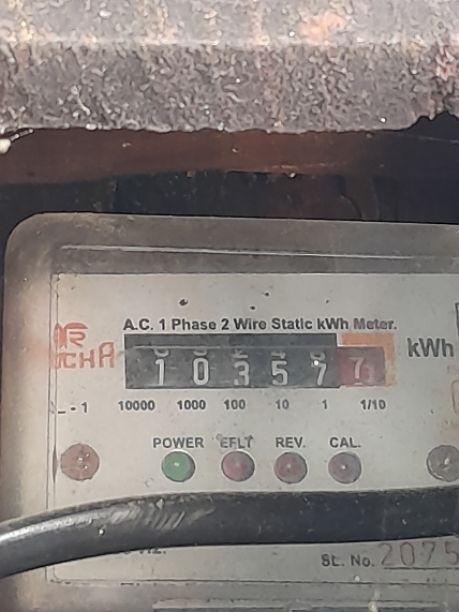 A.C. 1 Phase 2 Wire Static kWh Meter.
1 0 3 5 7 7 kWh
10000 1000 100 10 1 1/10
POWER EFLT REV. CAL.
SL. No. 2075